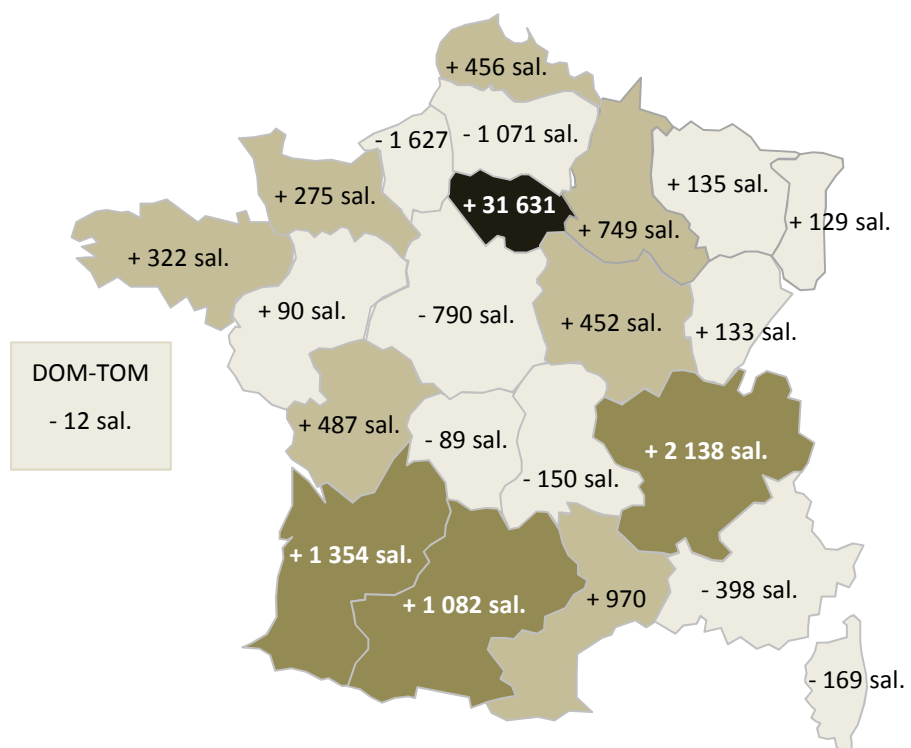 + 456 sal.
- 1 627
- 1 071 sal.
+ 275 sal.
+ 31 631
+ 135 sal.
+ 749 sal.
+ 129 sal.
+ 322 sal.
+ 90 sal.
- 790 sal.
+ 452 sal.
+ 133 sal.
DOM-TOM
- 12 sal.
+ 487 sal.
- 89 sal.
- 150 sal.
+ 2 138 sal.
+ 1 354 sal.
+ 1 082 sal.
+ 970
- 398 sal.
- 169 sal.